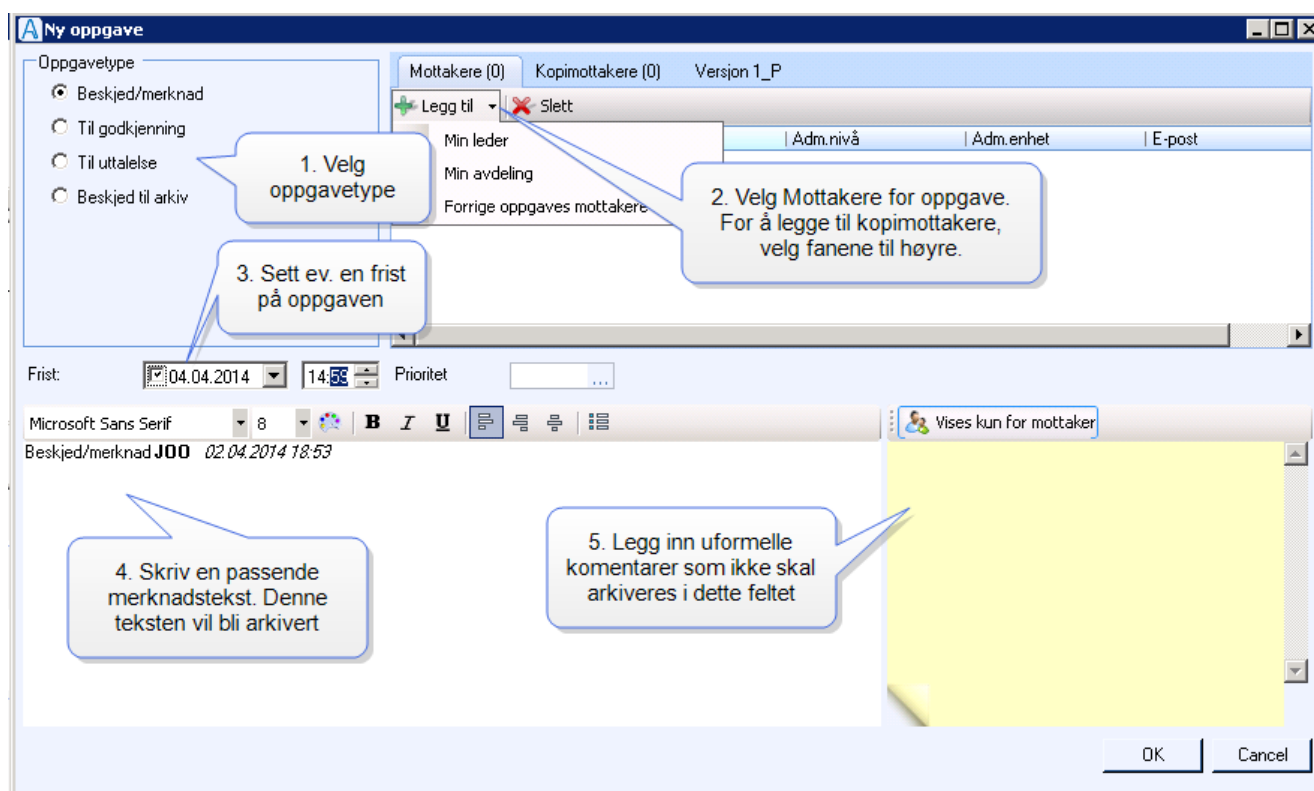 Ny oppgave
Oppgavetype
Beskjed/merknad
Til godkjenning
Til uttalelse
Beskjed til arkiv
1. Velg
oppgavetype
Mottakere (0) Kopimottakere (0) Versjon 1_P
Legg til Slett
Adm.nivå Adm.enhet E-post
Min leder
Min avdeling
Forrige oppgaves mottakere
2. Velg Mottakere for oppgave.
For å legge til kopimottakere,
velg fanene til høyre.
3. Sett ev. en frist
på oppgaven
Frist: 04.04.2014 14:59 Prioritet ...
Microsoft Sans Serif 8 B I U
Vises kun for mottaker
Beskjed/merknad JOO 02.04.2014 18:53
4. Skriv en passende
merknadstekst. Denne
teksten vil bli arkivert
5. Legg inn uformelle
komentarer som ikke skal
arkiveres i dette feltet
OK Cancel